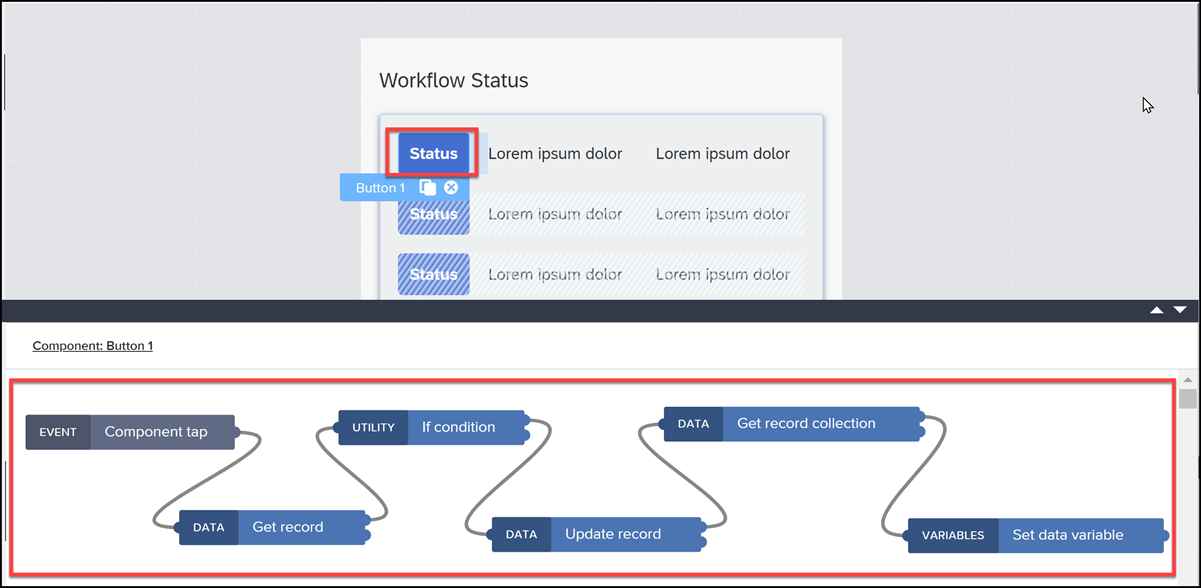 Workflow Status
Status Lorem ipsum dolor Lorem ipsum dolor
Button 1
Status Lorem ipsum dolor Lorem ipsum dolor
Status Lorem ipsum dolor Lorem ipsum dolor
Component: Button 1
EVENT Component tap
UTILITY If condition
DATA Get record collection
DATA Get record
DATA Update record
VARIABLES Set data variable